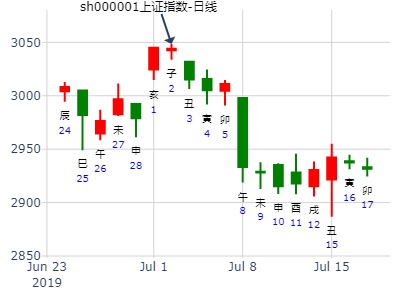 sh000001上证指数-日线
3050
3000
2950
2900
2850
辰
24
巳
25
午
26
未
27
申
28
亥
1
子
2
丑
3
寅
4
卯
5
午
8
未
9
申
10
酉
11
戌
12
丑
15
寅
16
卯
17
Jun 23
2019
Jul 1
Jul 8
Jul 15